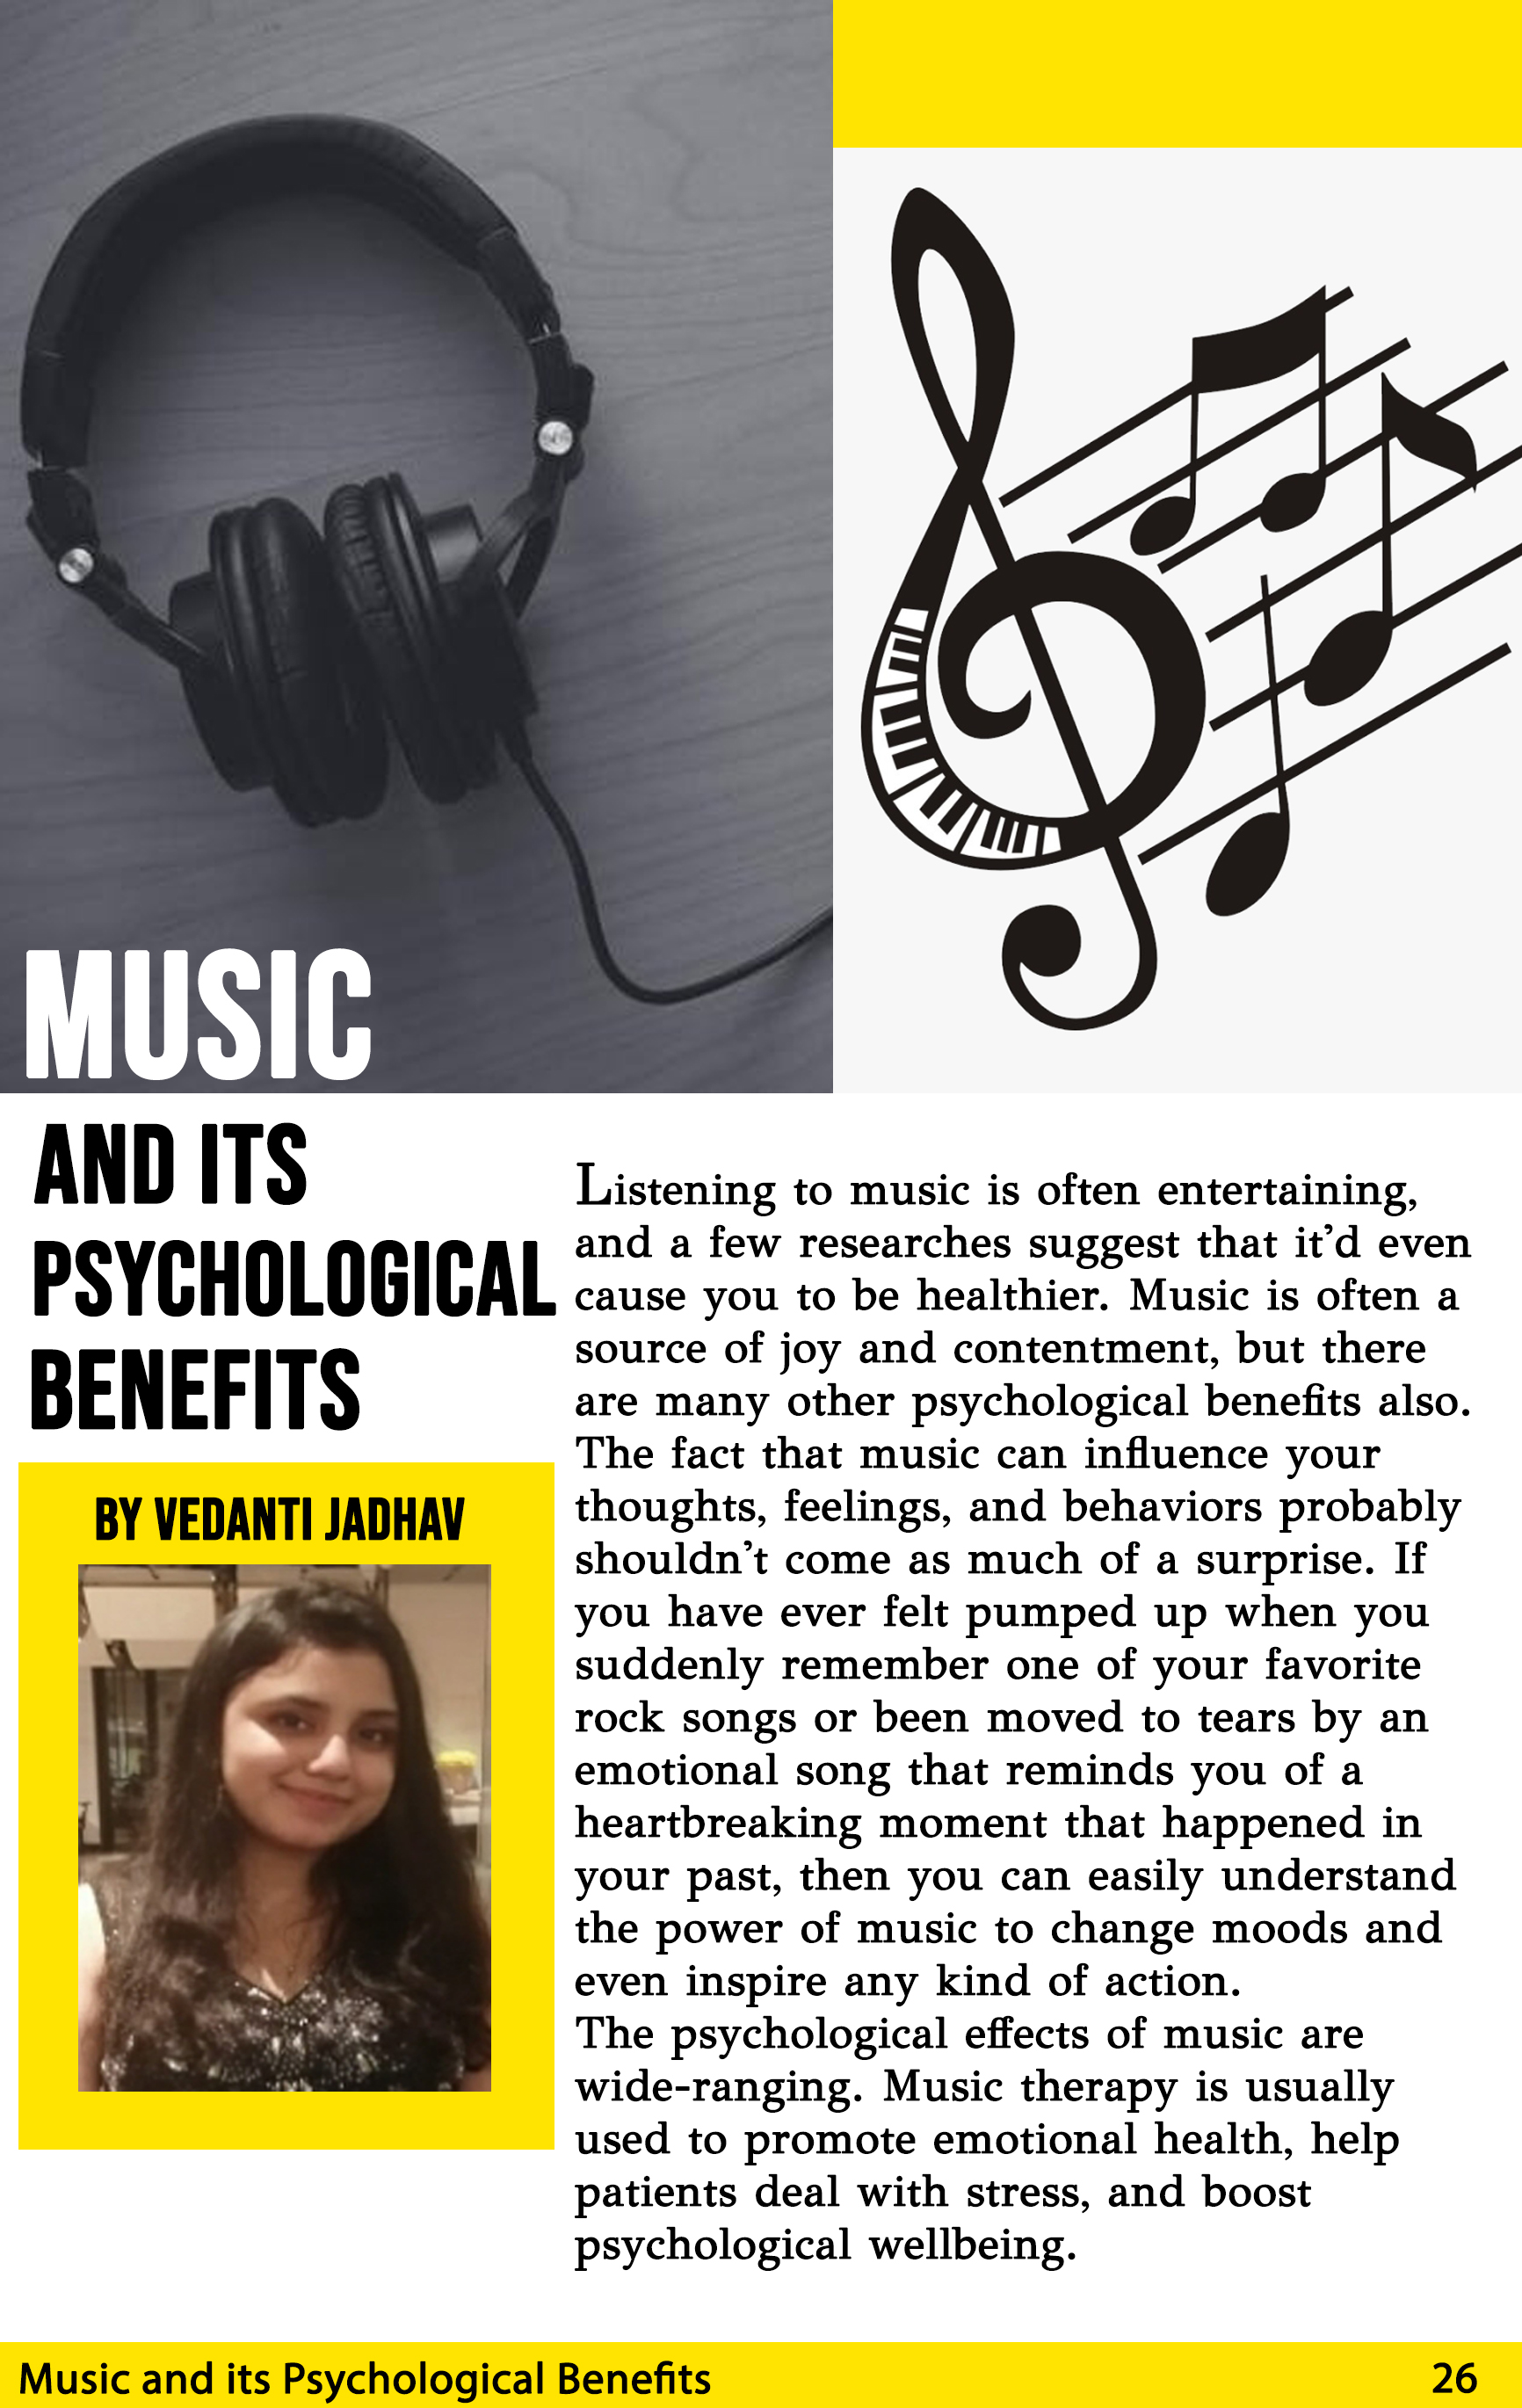 MUSIC
AND ITS
PSYCHOLOGICAL
BENEFITS
BY VEDANTI JADHAV
Listening to music is often entertaining,
and a few researches suggest that it’d even
cause you to be healthier. Music is often a
source of joy and contentment, but there
are many other psychological benefits also.
The fact that music can influence your
thoughts, feelings, and behaviors probably
shouldn’t come as much of a surprise. If
you have ever felt pumped up when you
suddenly remember one of your favorite
rock songs or been moved to tears by an
emotional song that reminds you of a
heartbreaking moment that happened in
your past, then you can easily understand
the power of music to change moods and
even inspire any kind of action.
The psychological effects of music are
wide-ranging. Music therapy is usually
used to promote emotional health, help
patients deal with stress, and boost
psychological wellbeing.
Music and its Psychological Benefits
26